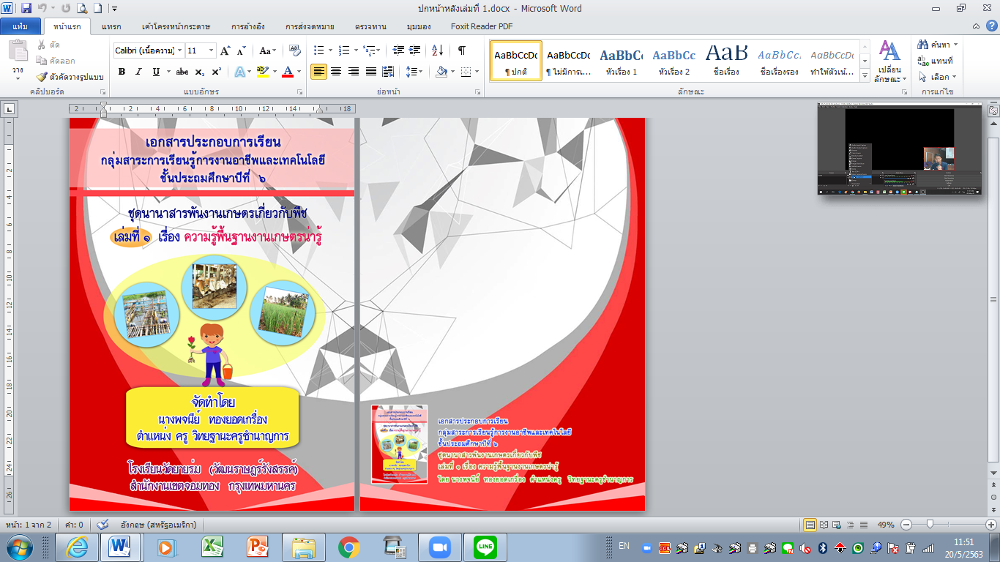 ปกหน้าหลังเล่มที่ 1.docx - Microsoft Word
แฟ้ม หน้าแรก แทรก เค้าโครงหน้ากระดาษ การอ้างอิง การส่งจดหมาย ตรวจทาน มุมมอง Foxit Reader PDF
วาง
ตัด
คัดลอก
ตัวคัดวางรูปแบบ
คลิปบอร์ด
Calibri (เนื้อความ) 11
แบบอักษร
ย่อหน้า
AaBbCcDc AaBbCcDc AaBbC AaBbCc AaB AaBbCc AaBbCcDc
¶ ปกติ ¶ ไม่มีการเ... หัวเรื่อง 1 หัวเรื่อง 2 ชื่อเรื่อง ชื่อเรื่องรอง ทำให้ตัวเน้...
ลักษณะ
เปลี่ยน
ลักษณะ
ค้นหา
แทนที่
เลือก
การแก้ไข
2 2 4 6 8 10 12 14 18
เอกสารประกอบการเรียน
กลุ่มสาระการเรียนรู้การงานอาชีพและเทคโนโลยี
ชั้นประถมศึกษาปีที่ ๖
ชุดนานาสารพันงานเกษตรเกี่ยวกับพืช
เล่มที่ ๑ เรื่อง ความรู้พื้นฐานงานเกษตรน่ารู้
จัดทำโดย
นางพจนีย์ ทองยอดเกรื่อง
ตำแหน่ง ครู วิทยฐานะครูชำนาญการ
โรงเรียนวัดยายร่ม (วัฒนราษฎร์รังสรรค์)
สำนักงานเขตจอมทอง กรุงเทพมหานคร
เอกสารประกอบการเรียน
กลุ่มสาระการเรียนรู้การงานอาชีพและเทคโนโลยี
ชั้นประถมศึกษาปีที่ ๖
ชุดนานาสารพันงานเกษตรเกี่ยวกับพืช
เล่มที่ ๑ เรื่อง ความรู้พื้นฐานงานเกษตรน่ารู้
โดย นางพจนีย์ ทองยอดเกรื่อง ตำแหน่งครู วิทยฐานะครูชำนาญการ
หน้า: 1 จาก 2 คำ: 0 อังกฤษ (สหรัฐอเมริกา) 49%
EN 11:51
20/5/2563